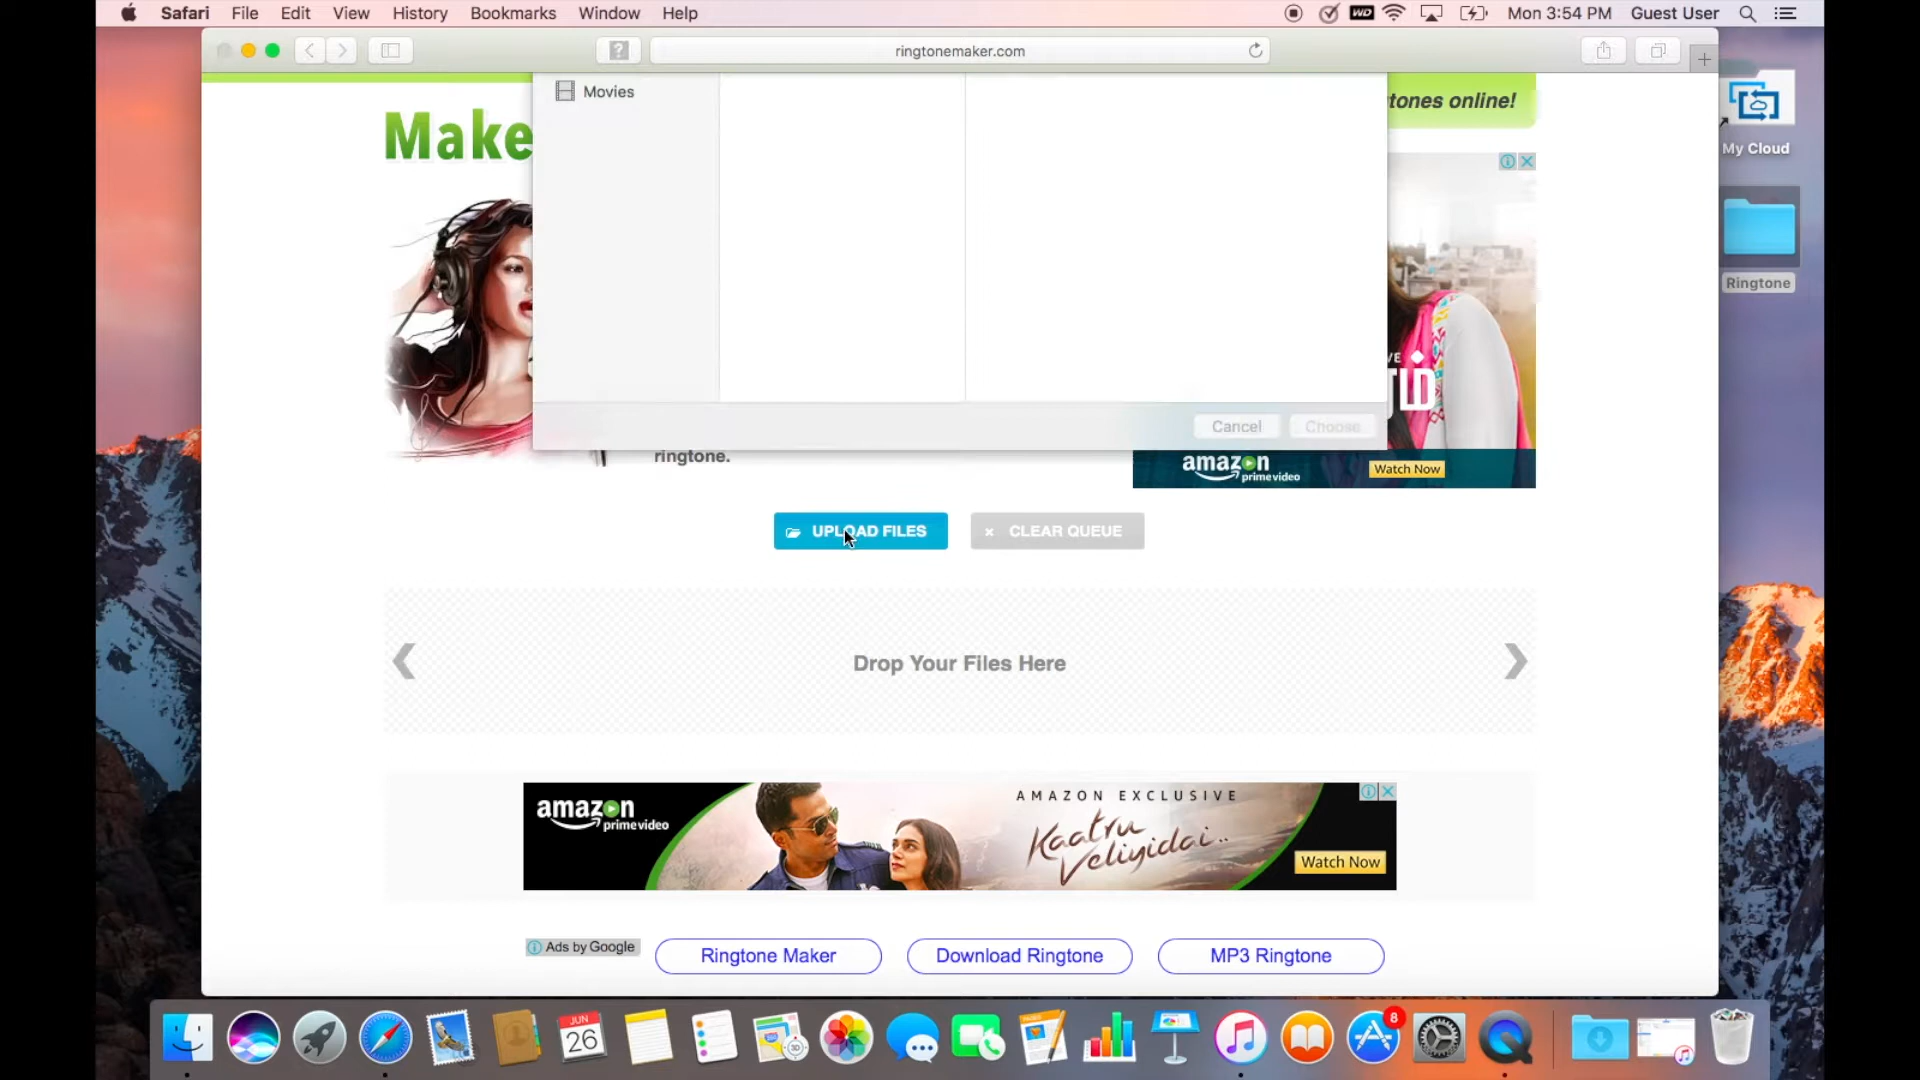 Safari File Edit View History Bookmarks Window Help WD Mon 3:54 PM Guest User
? ringtonemaker.com
Movies
tones online!
Make
My Cloud
Ringtone
Cancel Choose
ringtone.
amazon
prime video
Watch Now
UPLOAD FILES × CLEAR QUEUE
Drop Your Files Here
amazon
prime video
AMAZON EXCLUSIVE
Kaatru
Veliyidai..
Watch Now
Ads by Google Ringtone Maker Download Ringtone MP3 Ringtone
JUN
26
PAGES
3D
8